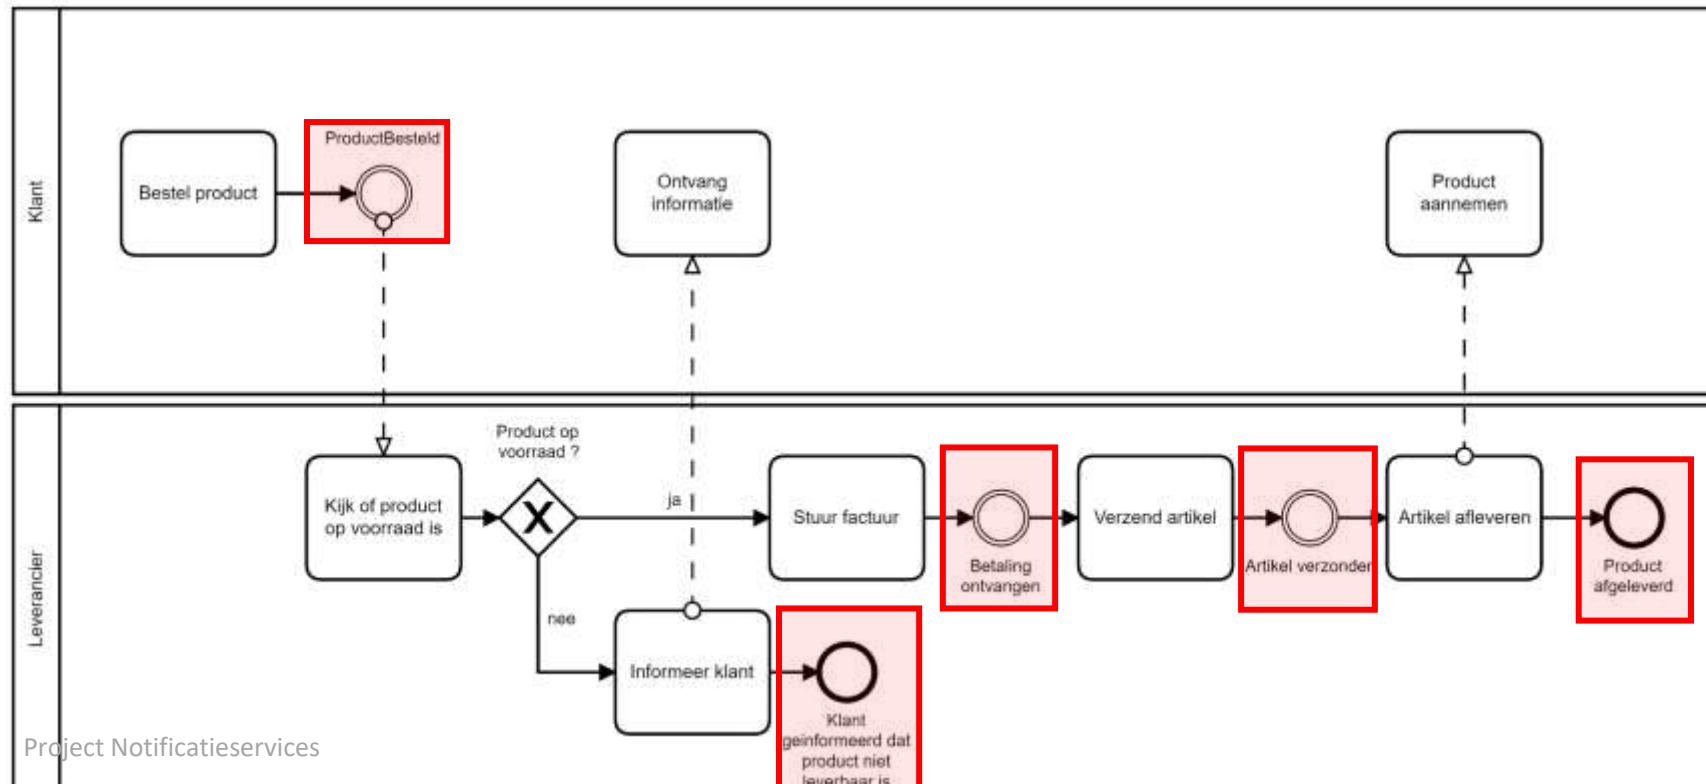 Klant
Bestel product
ProductBesteld
Ontvang
informatie
Product
aannemen
Leverancier
Kijk of product
op voorraad is
Product op
voorraad ?
ja
nee
Stuur factuur
Betaling
ontvangen
Verzend artikel
Artikel verzonden
Artikel afleveren
Product
afgeleverd
Informeer klant
Klant
geinformeerd dat
product niet
leverbaar is
Project Notificatieservices